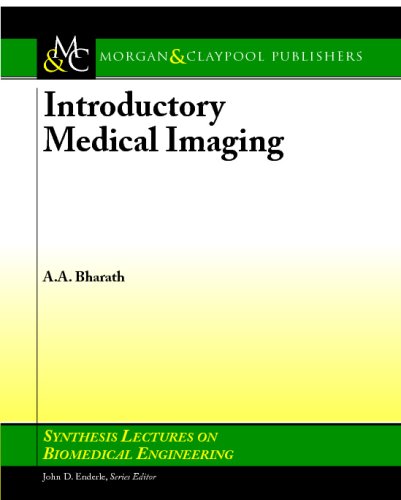 M
&C
MORGAN&CLAYPOOL PUBLISHERS
Introductory
Medical Imaging
A.A. Bharath
SYNTHESIS LECTURES ON
BIOMEDICAL ENGINEERING
John D. Enderle, Series Editor